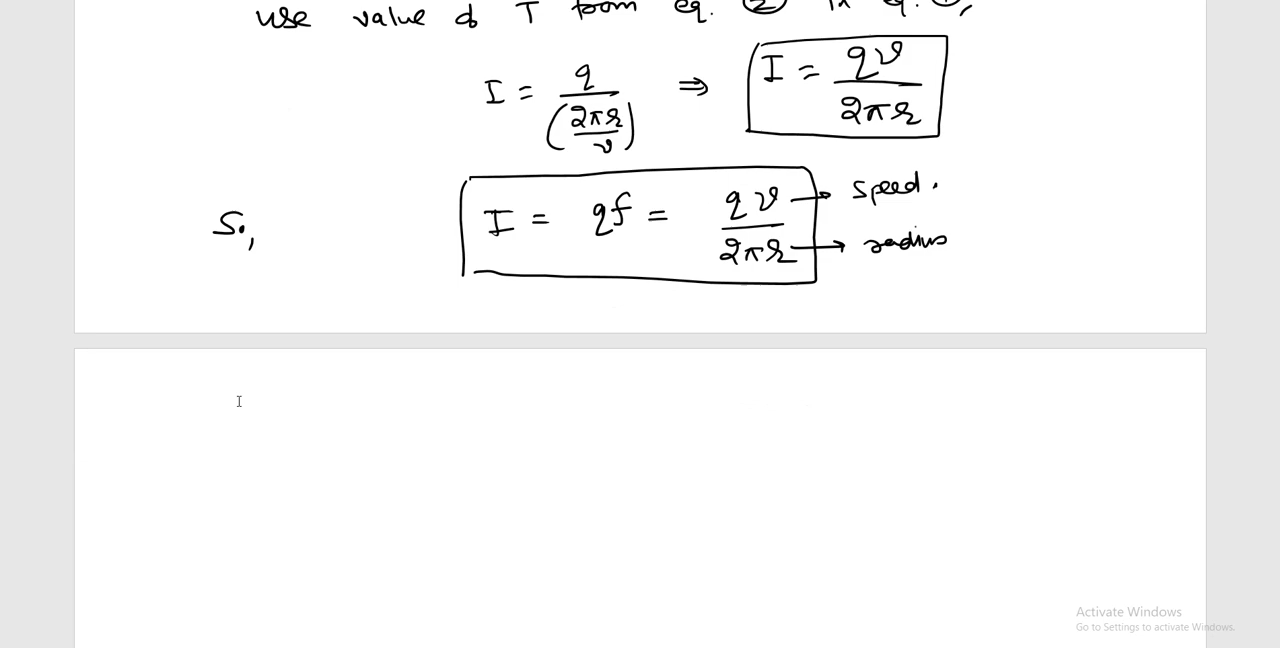 use value of T from eq. ② in eq. ①,
I = q/(2πr/v) ⇒ I = qv/2πr
So, I = qf = qv/2πr → speed.
→ radius
Activate Windows
Go to Settings to activate Windows.